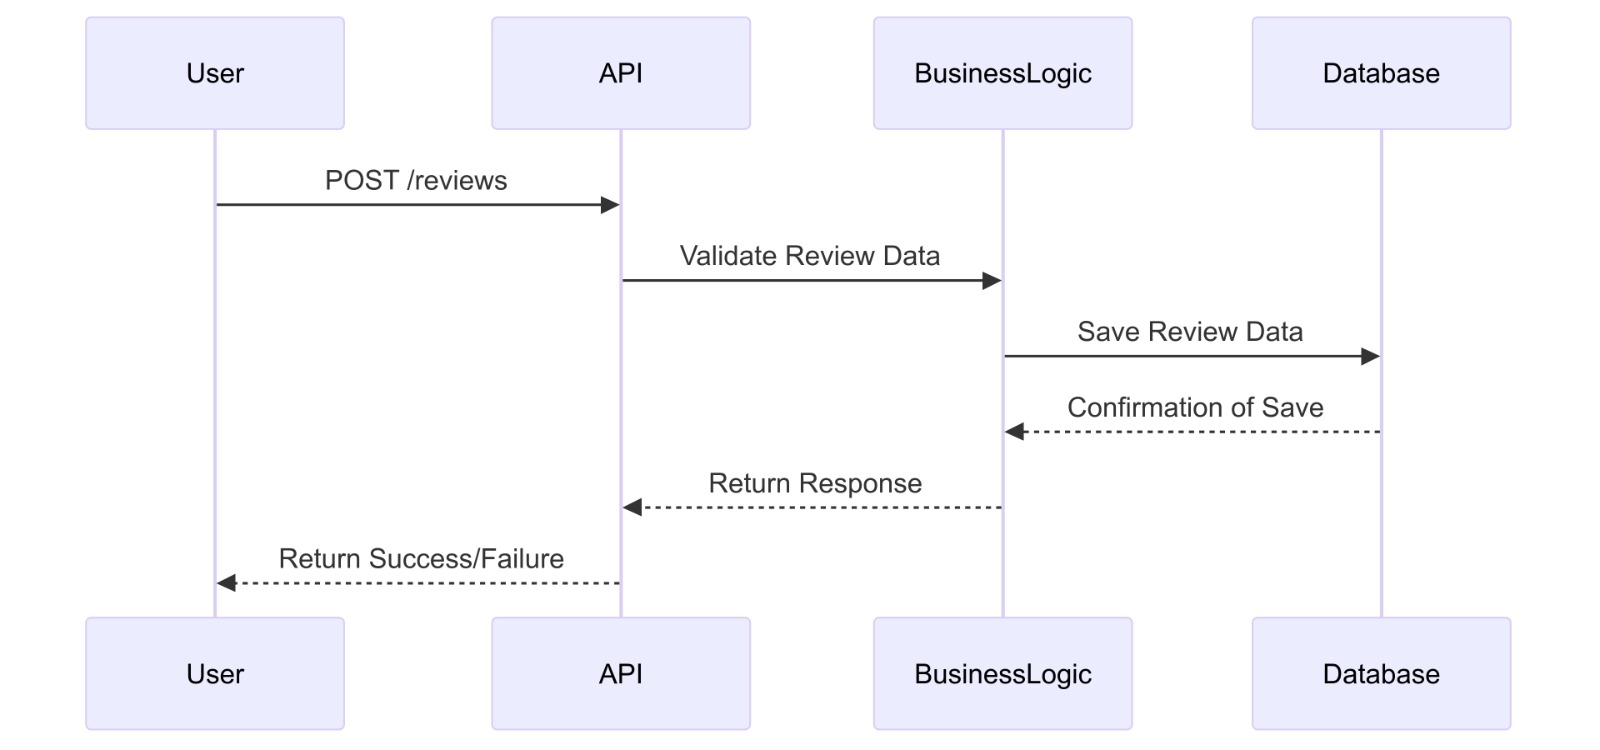 User
API
BusinessLogic
Database
POST /reviews
Validate Review Data
Save Review Data
Confirmation of Save
Return Response
Return Success/Failure
User
API
BusinessLogic
Database